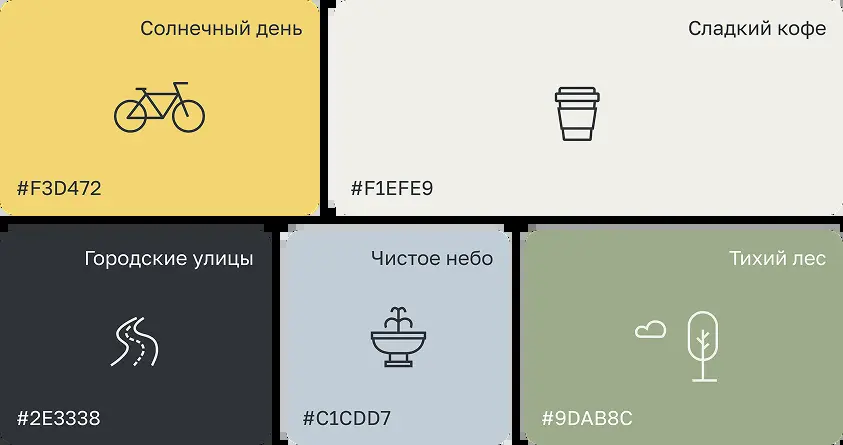 Солнечный день
#F3D472
Сладкий кофе
#F1EFE9
Городские улицы
#2E3338
Чистое небо
#C1CDD7
Тихий лес
#9DAB8C